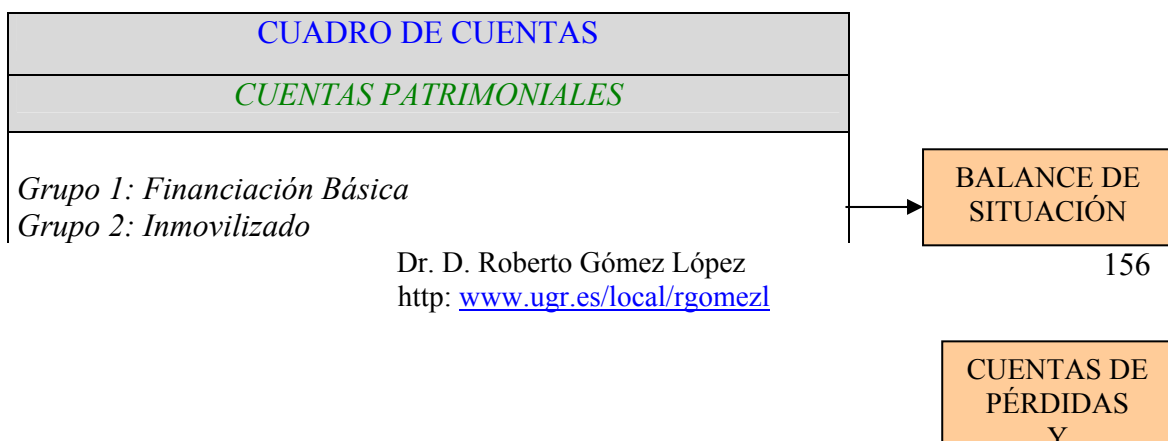 CUADRO DE CUENTAS
CUENTAS PATRIMONIALES
Grupo 1: Financiación Básica
Grupo 2: Inmovilizado
BALANCE DE
SITUACIÓN
Dr. D. Roberto Gómez López
http: www.ugr.es/local/rgomezl
156
CUENTAS DE
PÉRDIDAS
Y